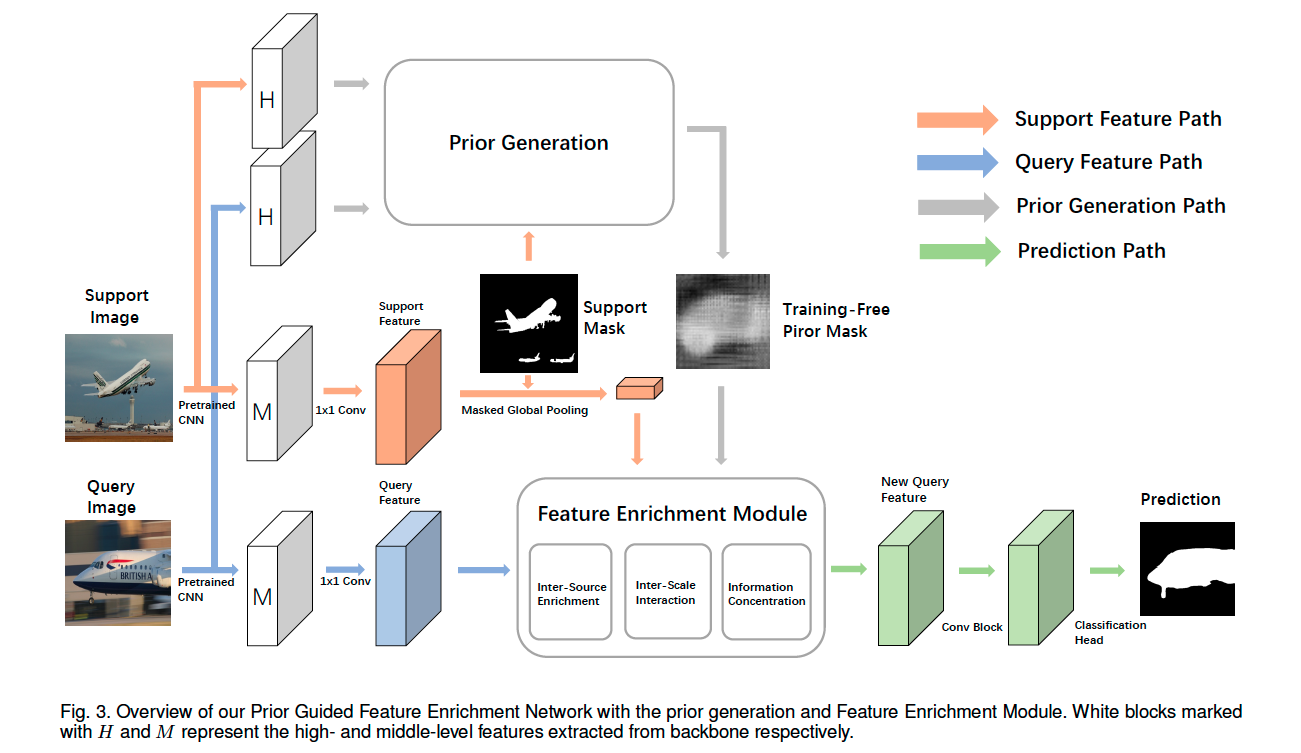 H
Prior Generation
H
Support Feature Path
Query Feature Path
Prior Generation Path
Prediction Path
Support
Image
Support
Feature
Support
Mask
Training-Free
Piror Mask
Pretrained
CNN
M
1x1 Conv
Masked Global Pooling
Query
Image
BRITISH A
Pretrained
CNN
M
1x1 Conv
Query
Feature
Feature Enrichment Module
Inter-Source
Enrichment
Inter-Scale
Interaction
Information
Concentration
New Query
Feature
Conv Block
Classification
Head
Prediction
Fig. 3. Overview of our Prior Guided Feature Enrichment Network with the prior generation and Feature Enrichment Module. White blocks marked
with H and M represent the high- and middle-level features extracted from backbone respectively.